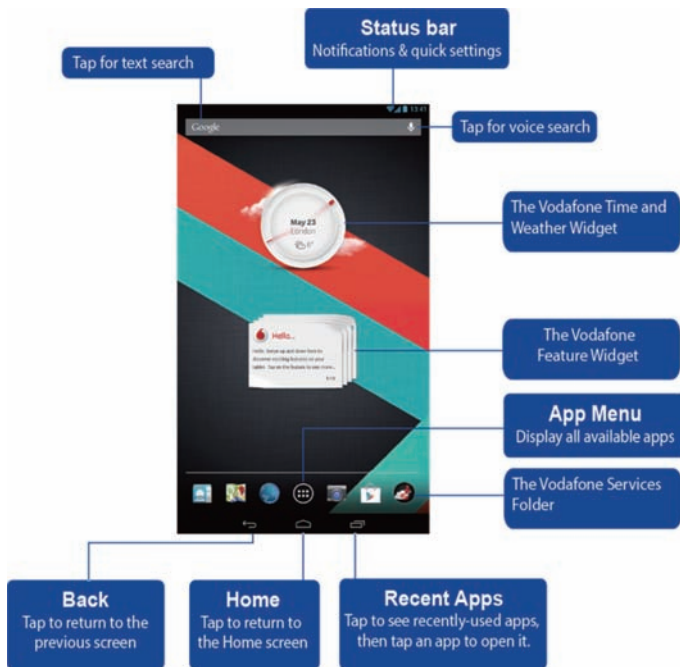 Status bar
Notifications & quick settings
Tap for text search
13:41
Google
Tap for voice search
May 23
London
6°
The Vodafone Time and
Weather Widget
Hello...
The Vodafone
Feature Widget
App Menu
Display all available apps
The Vodafone Services
Folder
Back
Tap to return to the
previous screen
Home
Tap to return to
the Home screen
Recent Apps
Tap to see recently-used apps,
then tap an app to open it.